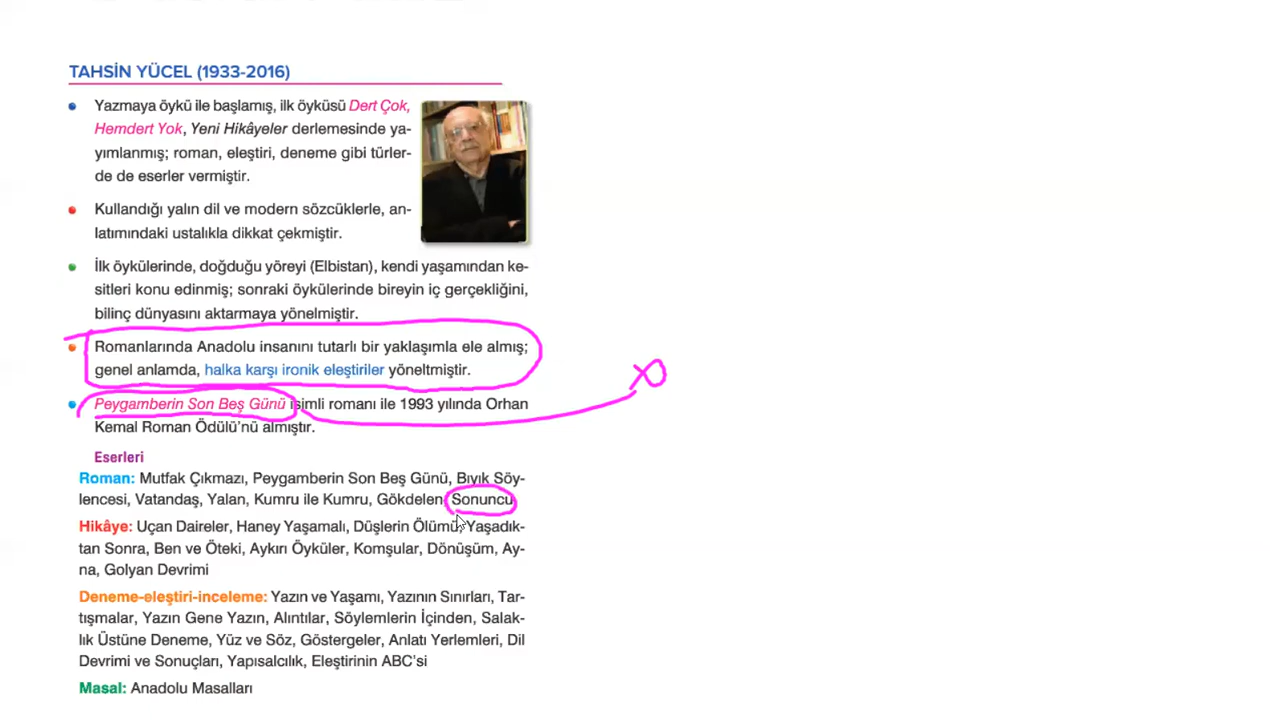 TAHSİN YÜCEL (1933-2016)
Yazmaya öykü ile başlamış, ilk öyküsü Dert Çok,
Hemdert Yok, Yeni Hikâyeler derlemesinde ya-
yımlanmış; roman, eleştiri, deneme gibi türler-
de de eserler vermiştir.
Kullandığı yalın dil ve modern sözcüklerle, an-
latımındaki ustalıkla dikkat çekmiştir.
İlk öykülerinde, doğduğu yöreyi (Elbistan), kendi yaşamından ke-
sitleri konu edinmiş; sonraki öykülerinde bireyin iç gerçekliğini,
bilinç dünyasını aktarmaya yönelmiştir.
Romanlarında Anadolu insanını tutarlı bir yaklaşımla ele almış;
genel anlamda, halka karşı ironik eleştiriler yöneltmiştir.
Peygamberin Son Beş Günü isimli romanı ile 1993 yılında Orhan
Kemal Roman Ödülü'nü almıştır.
Eserleri
Roman: Mutfak Çıkmazı, Peygamberin Son Beş Günü, Bıyık Söy-
lencesi, Vatandaş, Yalan, Kumru ile Kumru, Gökdelen, Sonuncu
Hikâye: Uçan Daireler, Haney Yaşamalı, Düşlerin Ölümü, Yaşadık-
tan Sonra, Ben ve Öteki, Aykırı Öyküler, Komşular, Dönüşüm, Ay-
na, Golyan Devrimi
Deneme-eleştiri-inceleme: Yazın ve Yaşamı, Yazının Sınırları, Tar-
tışmalar, Yazın Gene Yazın, Alıntılar, Söylemlerin İçinden, Salak-
lık Üstüne Deneme, Yüz ve Söz, Göstergeler, Anlatı Yerlemleri, Dil
Devrimi ve Sonuçları, Yapısalcılık, Eleştirinin ABC'si
Masal: Anadolu Masalları